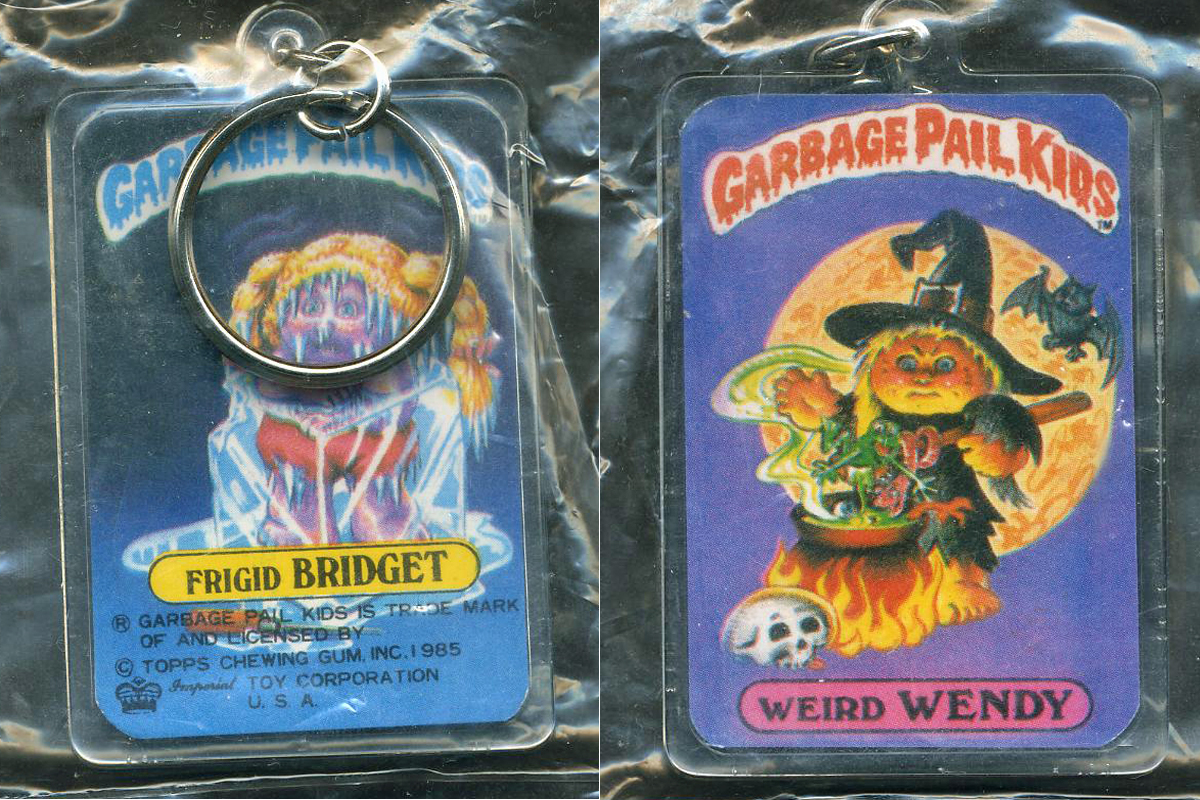 GARBAGE PAIL KIDS
FRIGID BRIDGET
® GARBAGE PAIL KIDS IS TRADE MARK
OF AND LICENSED BY
© TOPPS CHEWING GUM, INC. 1985
Imperial TOY CORPORATION
U. S. A.
GARBAGE PAIL KIDS™
WEIRD WENDY